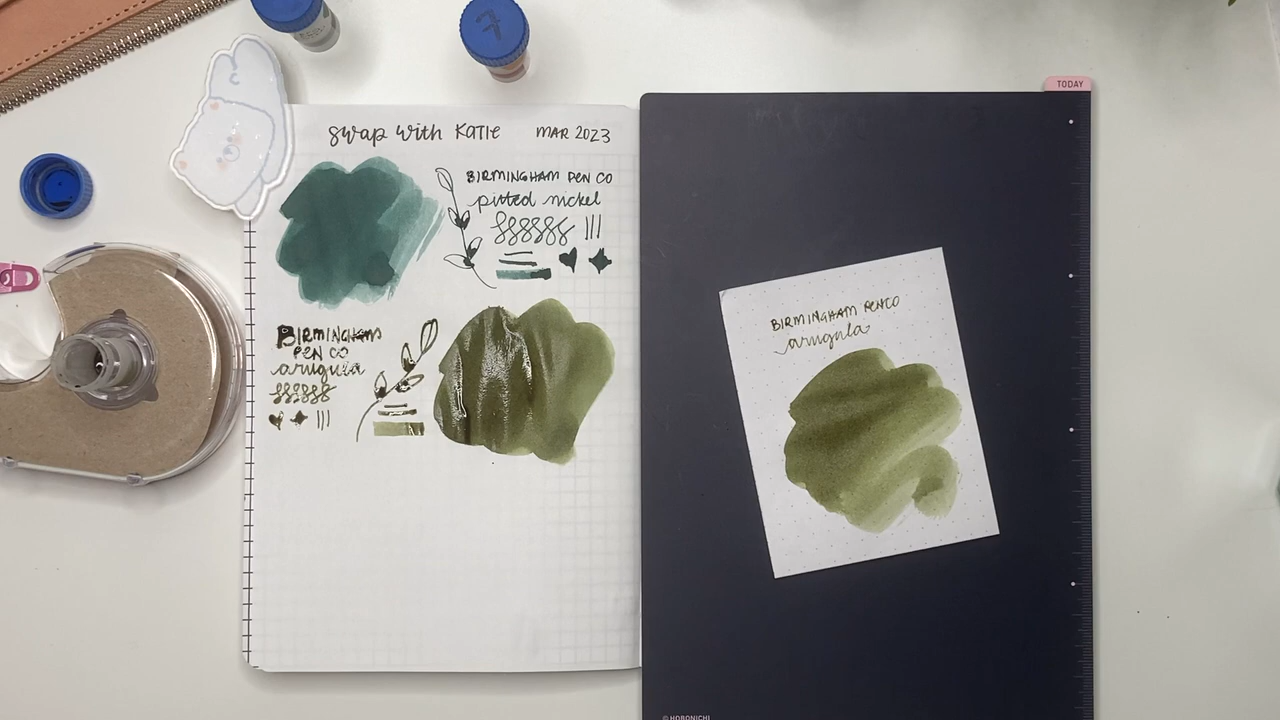 swap with KATIE MAR 2023
BIRMINGHAM PEN CO
pitted nickel
BIRMINGHAM
PEN CO
arugula
TODAY
BIRMINGHAM PEN CO
arugula
© HOBONICHI
7